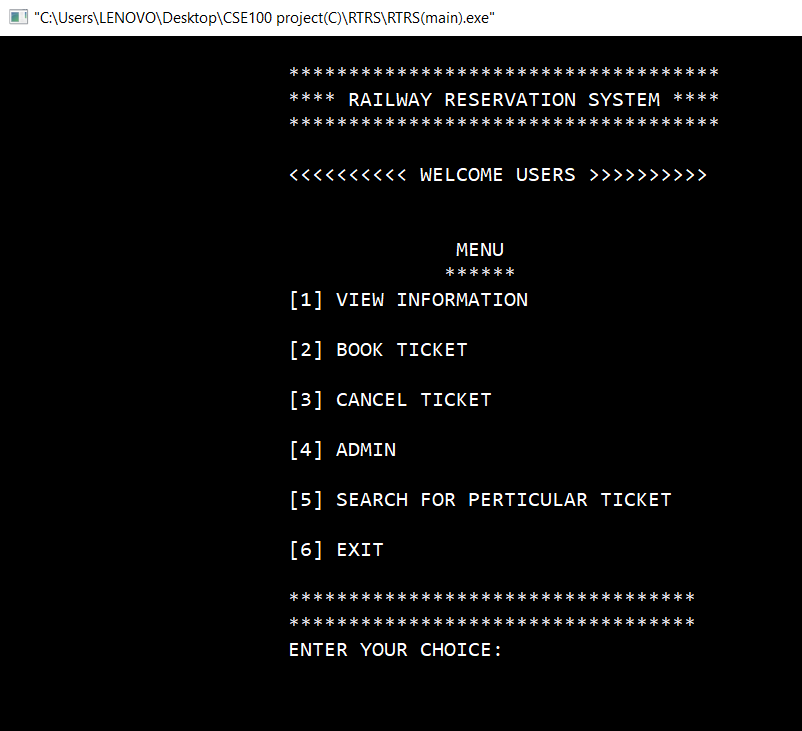 "C:\Users\LENOVO\Desktop\CSE100 project(C)\RTRS\RTRS(main).exe"
************************************
**** RAILWAY RESERVATION SYSTEM ****
************************************
<<<<<<<<<< WELCOME USERS >>>>>>>>>>
MENU
******
[1] VIEW INFORMATION
[2] BOOK TICKET
[3] CANCEL TICKET
[4] ADMIN
[5] SEARCH FOR PERTICULAR TICKET
[6] EXIT
**********************************
**********************************
ENTER YOUR CHOICE: